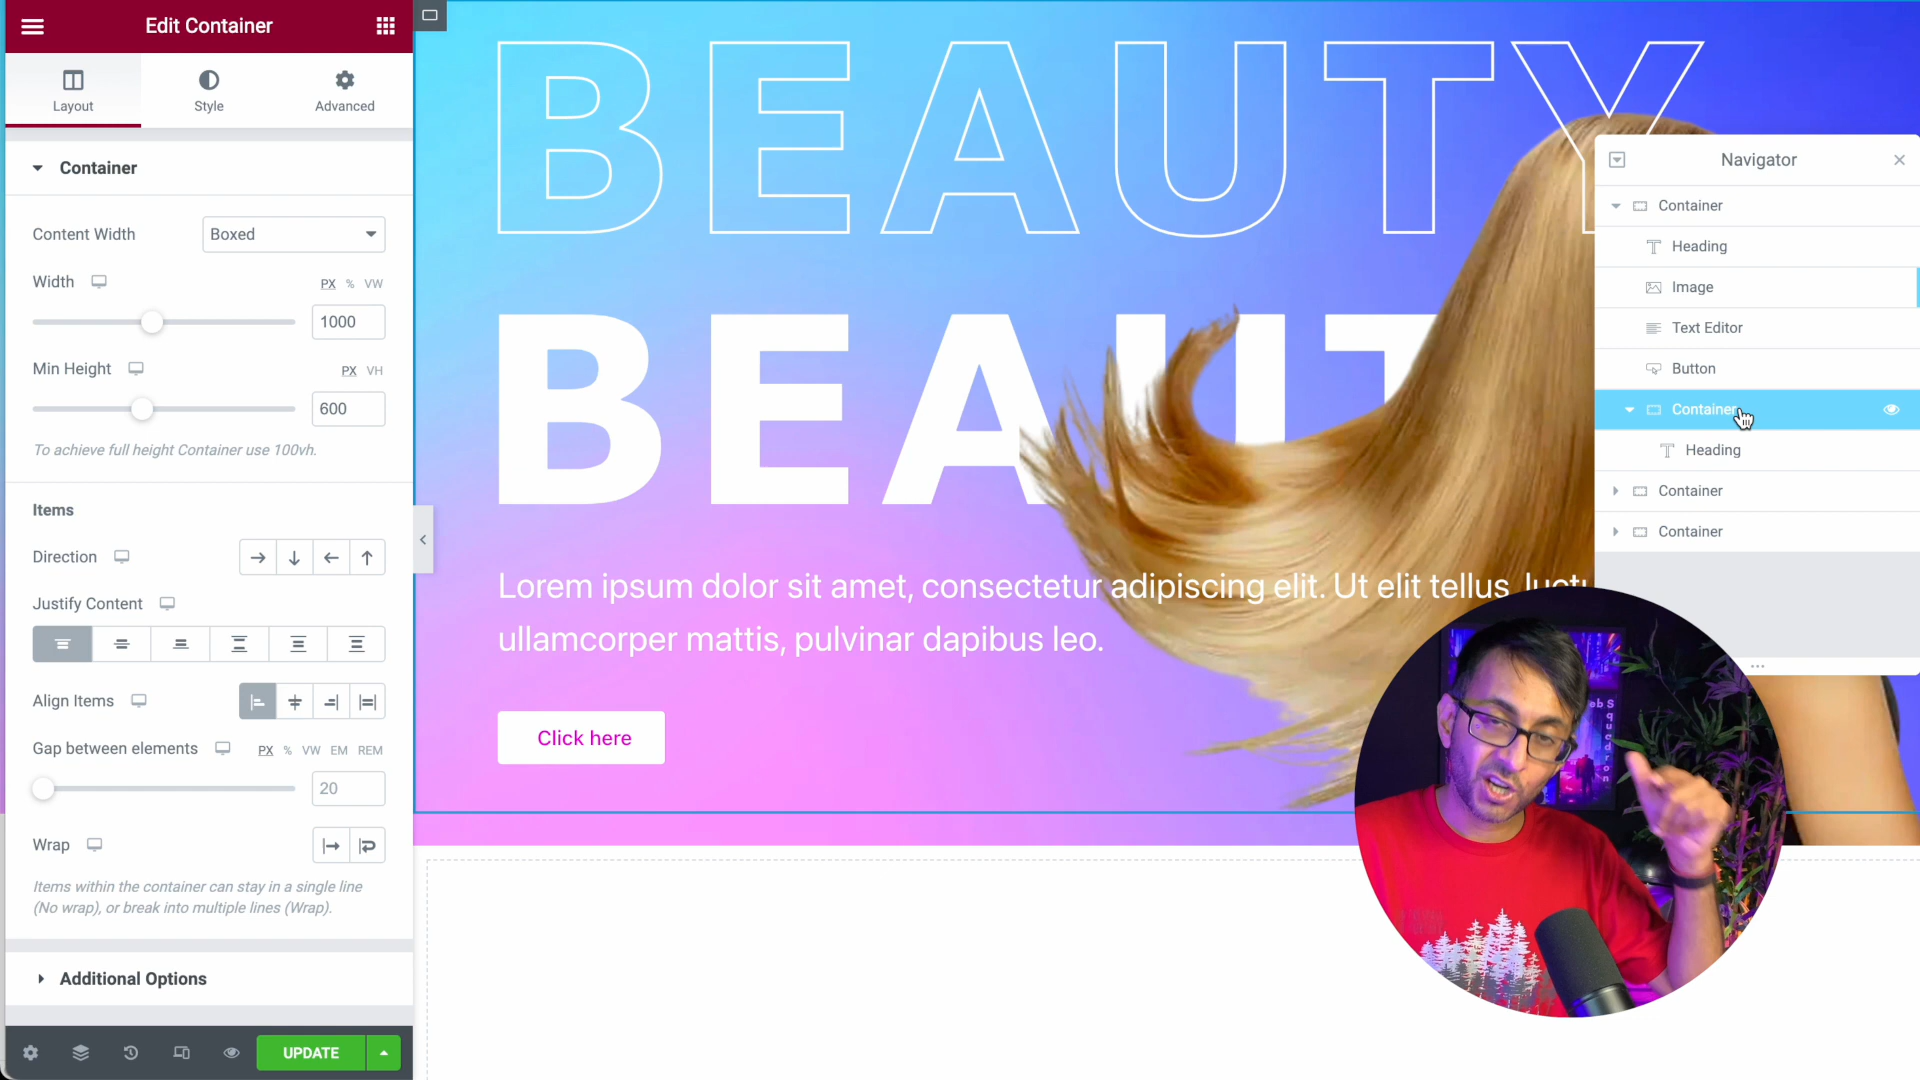 Edit Container
Layout
Style
Advanced
Container
Content Width
Boxed
Width
PX % VW
1000
Min Height
PX VH
600
To achieve full height Container use 100vh.
Items
Direction
Justify Content
Align Items
Gap between elements
PX % VW EM REM
20
Wrap
Items within the container can stay in a single line
(No wrap), or break into multiple lines (Wrap).
Additional Options
UPDATE
BEAUTY
BEAUT
Lorem ipsum dolor sit amet, consectetur adipiscing elit. Ut elit tellus, luctu
ullamcorper mattis, pulvinar dapibus leo.
Click here
Navigator
Container
Heading
Image
Text Editor
Button
Container
Heading
Container
Container
eb Squadron